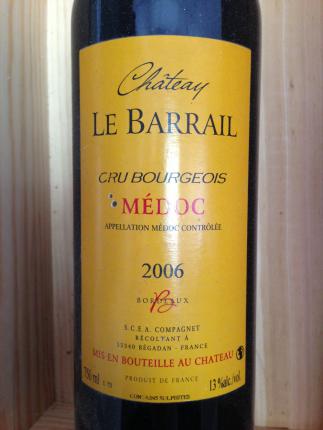 Château
LE BARRAIL
CRU BOURGEOIS
MÉDOC
APPELLATION MÉDOC CONTRÔLÉE
2006
BORDEAUX
S.C.E.A. COMPAGNET
RÉCOLTANT À
33340 BÉGADAN - FRANCE
MIS EN BOUTEILLE AU CHATEAU
750 ml PRODUIT DE FRANCE 13 %alc./vol.
CONTAINS SULPHITES